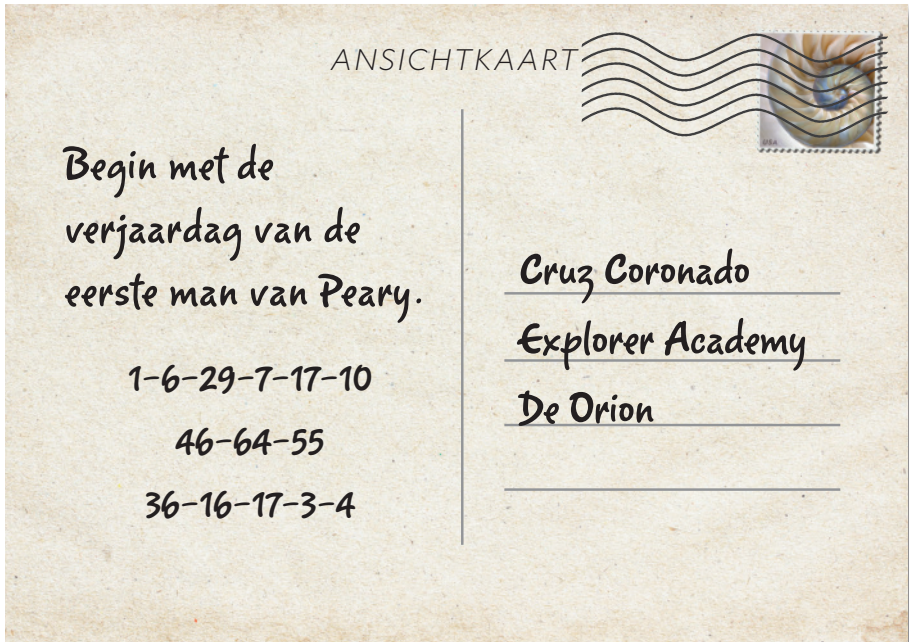 ANSICHTKAART
USA
Begin met de
verjaardag van de
eerste man van Peary.
1-6-29-7-17-10
46-64-55
36-16-17-3-4
Cruz Coronado
Explorer Academy
De Orion